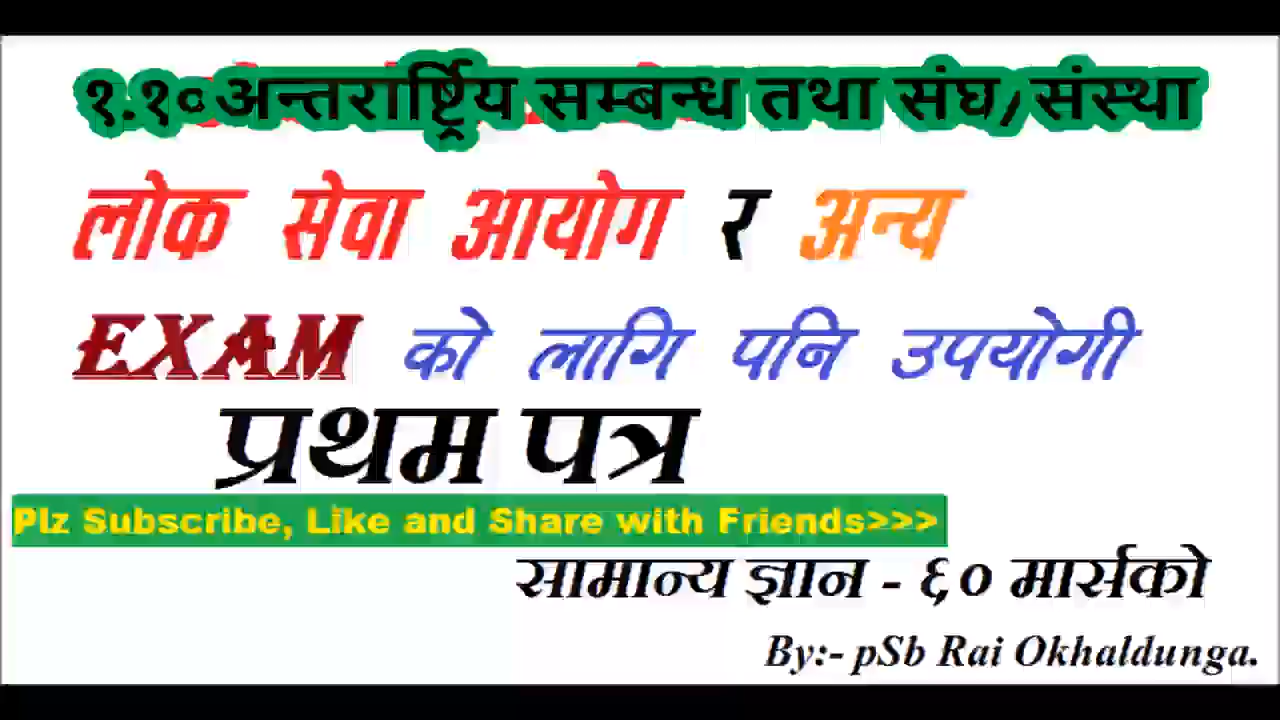 १.१० अन्तरार्ष्ट्रिय सम्बन्ध तथा संघ/संस्था
लोक सेवा आयोग र अन्य
EXAM को लागि पनि उपयोगी
प्रथम पत्र
Plz Subscribe, Like and Share with Friends>>>
सामान्य ज्ञान - ६० मार्सको
By:- pSb Rai Okhaldunga.